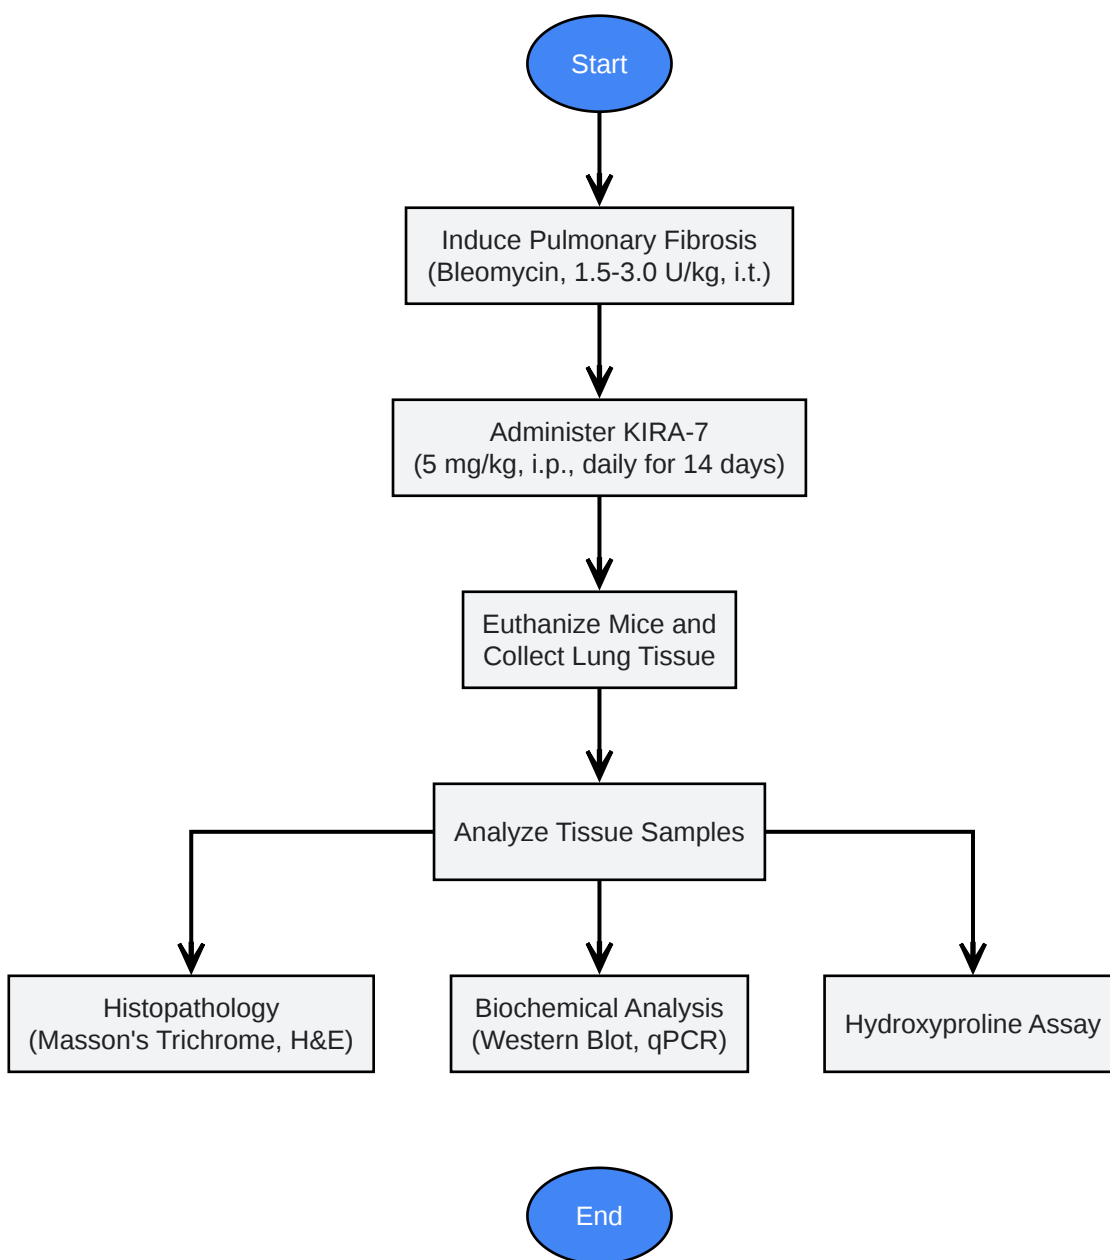 Start
Induce Pulmonary Fibrosis
(Bleomycin, 1.5-3.0 U/kg, i.t.)
Administer KIRA-7
(5 mg/kg, i.p., daily for 14 days)
Euthanize Mice and
Collect Lung Tissue
Analyze Tissue Samples
Histopathology
(Masson's Trichrome, H&E)
Biochemical Analysis
(Western Blot, qPCR)
Hydroxyproline Assay
End